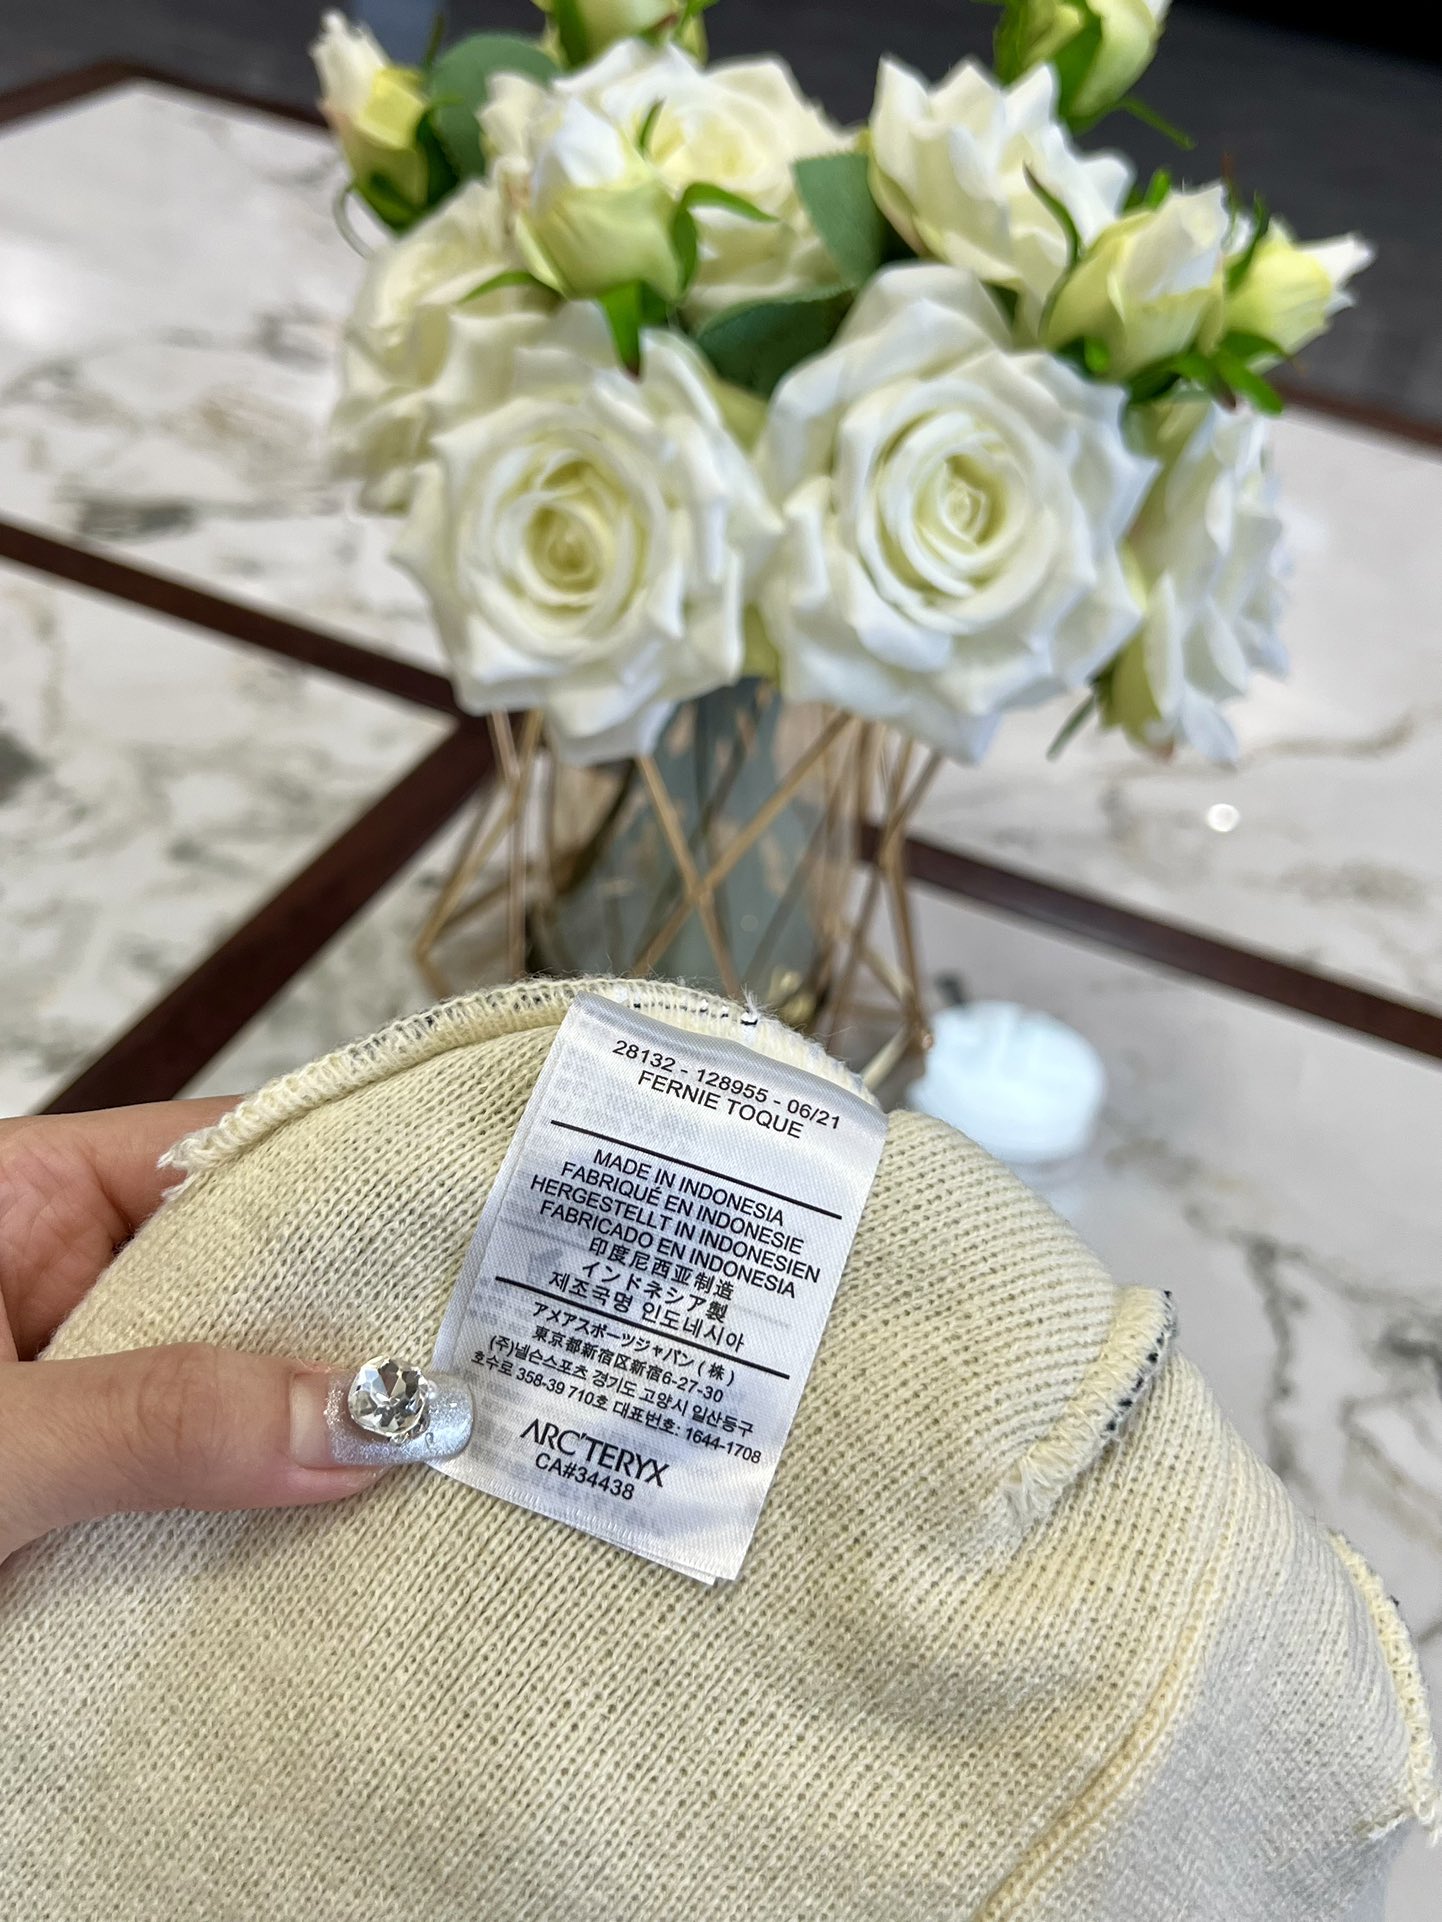 28132 - 128955 - 06/21
FERNIE TOQUE
MADE IN INDONESIA
FABRIQUÉ EN INDONESIE
HERGESTELLT IN INDONESIEN
FABRICADO EN INDONESIA
印度尼西亚制造
インドネシア製
제조국명 인도네시아
アメアスポーツジャパン(株)
東京都新宿区新宿6-27-30
(주)넬슨스포츠 경기도 고양시 일산동구
호수로 358-39 710호 대표번호: 1644-1708
ARC'TERYX
CA#34438